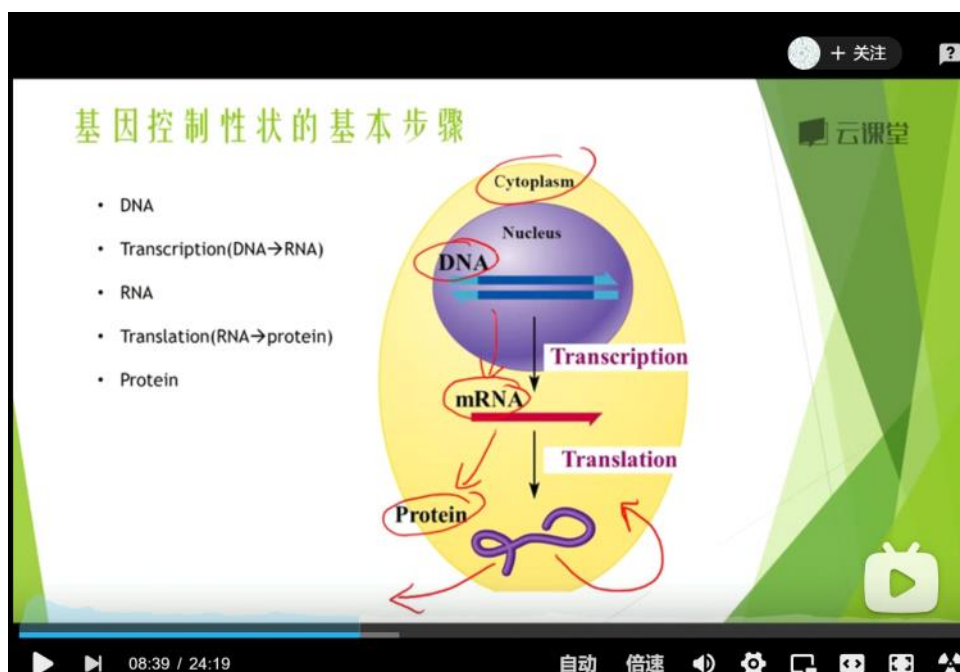 + 关注
?
基因控制性状的基本步骤
云课堂
• DNA
• Transcription(DNA→RNA)
• RNA
• Translation(RNA→protein)
• Protein
Cytoplasm
Nucleus
DNA
Transcription
mRNA
Translation
Protein
08:39 / 24:19
自动
倍速